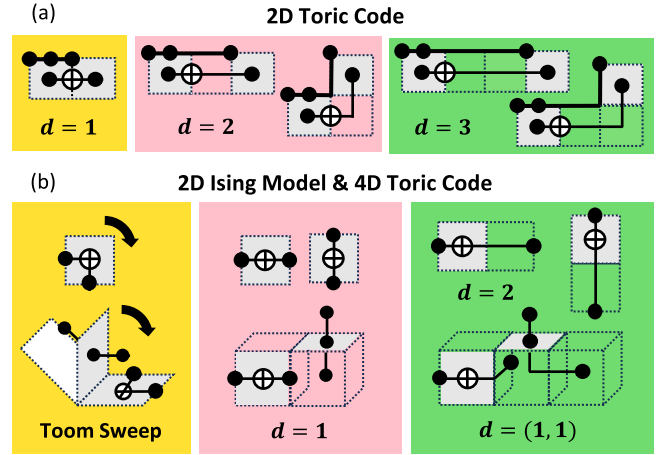 (a)
2D Toric Code
d = 1
d = 2
d = 3
(b)
2D Ising Model & 4D Toric Code
d = 2
Toom Sweep
d = 1
d = (1, 1)